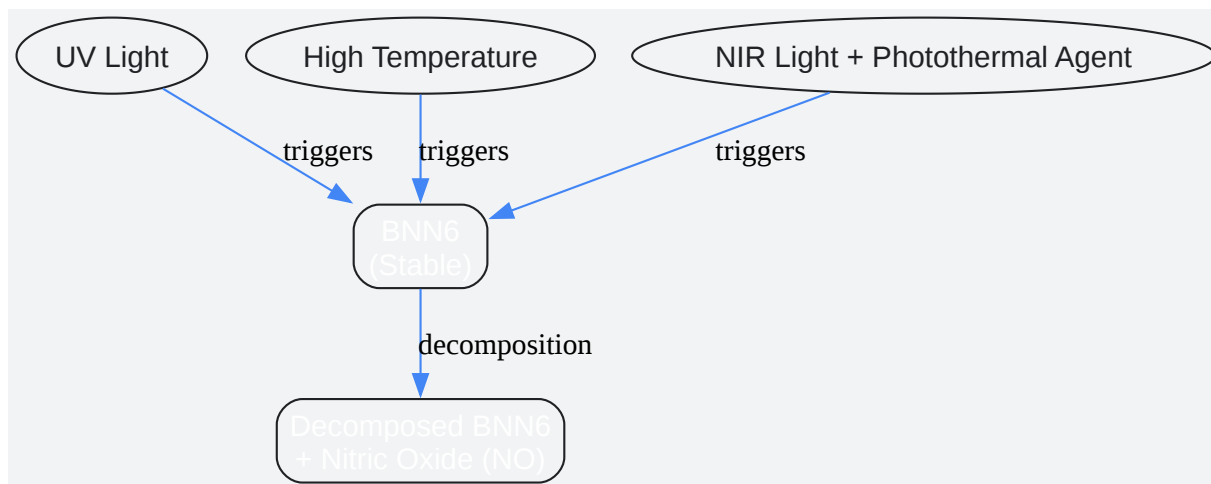 UV Light
High Temperature
NIR Light + Photothermal Agent
triggers
triggers
triggers
BNN6
(Stable)
decomposition
Decomposed BNN6
+ Nitric Oxide (NO)